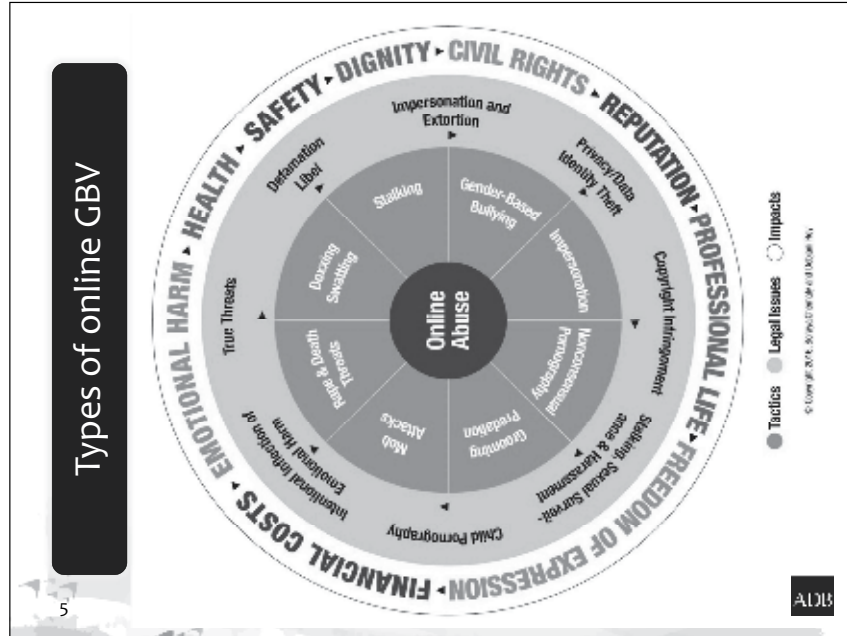 Types of online GBV
Online
Abuse
Stalking
Gender-Based
Bullying
Impersonation
Nonconsensual
Pornography
Grooming
Predation
Mob
Attacks
Rape & Death
Threats
Doxxing
Swatting
Impersonation and
Extortion
Privacy/Data
Identity Theft
Copyright Infringement
Stalking, Sexual Surveil-
ance & Harassment
Child Pornography
Intentional Infliction of
Emotional Harm
True Threats
Defamation
Libel
SAFETY DIGNITY CIVIL RIGHTS REPUTATION PROFESSIONAL LIFE FREEDOM OF EXPRESSION FINANCIAL COSTS EMOTIONAL HARM HEALTH
Tactics Legal Issues Impacts
© Copyright
5
ADB